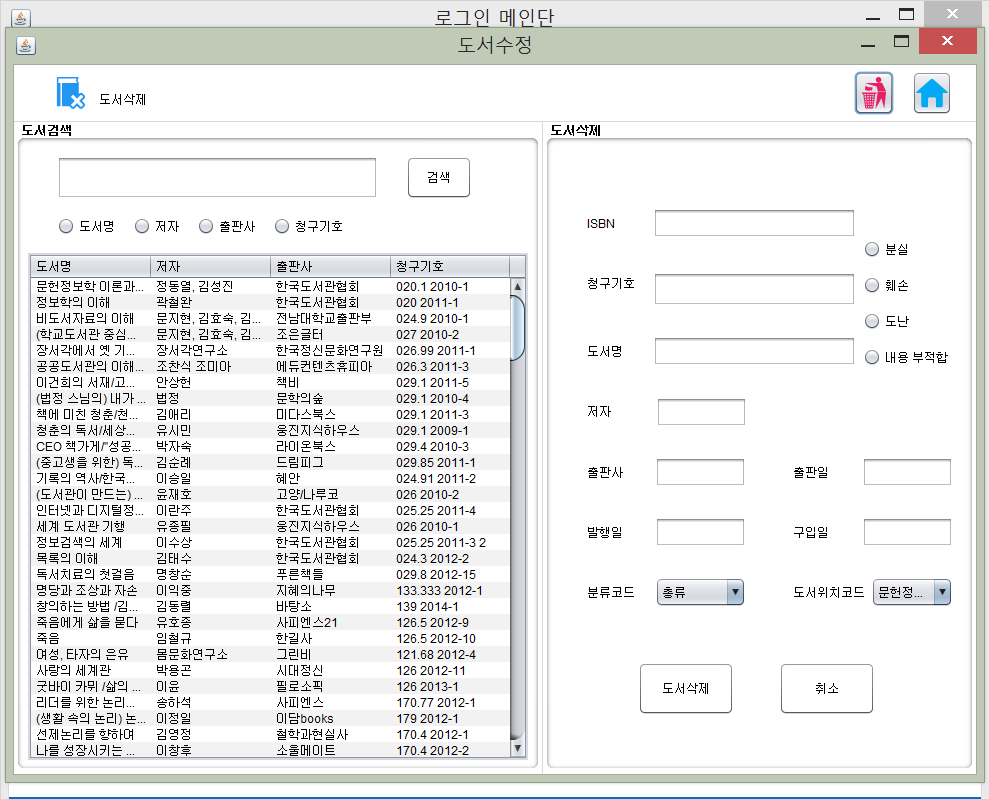 로그인 메인단
도서수정
도서삭제
도서검색
검색
도서명 저자 출판사 청구기호
도서명 저자 출판사 청구기호
문헌정보학 이론과... 정동열, 김성진 한국도서관협회 020.1 2010-1
정보학의 이해 곽철완 한국도서관협회 020 2011-1
비도서자료의 이해 문지현, 김효숙, 김... 전남대학교출판부 024.9 2010-1
(학교도서관 중심... 문지현, 김효숙, 김... 조은글터 027 2010-2
장서각에서 옛 기... 장서각연구소 한국정신문화연구원 026.99 2011-1
공공도서관의 이해... 조찬식 조미아 에듀컨텐츠휴피아 026.3 2011-3
이건희의 서재/고... 안상헌 책비 029.1 2011-5
(법정 스님의) 내가 ... 법정 문학의숲 029.1 2010-4
책에 미친 청춘/천... 김애리 미다스북스 029.1 2011-3
청춘의 독서/세상... 유시민 웅진지식하우스 029.1 2009-1
CEO 책가게/"성공... 박자숙 라이온북스 029.4 2010-3
(중고생을 위한) 독... 김순례 드림피그 029.85 2011-1
기록의 역사/한국... 이승일 혜안 024.91 2011-2
(도서관이 만드는) ... 윤재호 고양/나루코 026 2010-2
인터넷과 디지털정... 이란주 한국도서관협회 025.25 2011-4
세계 도서관 기행 유종필 웅진지식하우스 026 2010-1
정보검색의 세계 이수상 한국도서관협회 025.25 2011-3 2
목록의 이해 김태수 한국도서관협회 024.3 2012-2
독서치료의 첫걸음 명창순 푸른책들 029.8 2012-15
명당과 조상과 자손 이익중 지혜의나무 133.333 2012-1
창의하는 방법 /김... 김동렬 바탕소 139 2014-1
죽음에게 삶을 묻다 유호종 사피엔스21 126.5 2012-9
죽음 임철규 한길사 126.5 2012-10
여성, 타자의 은유 몸문화연구소 그린비 121.68 2012-4
사랑의 세계관 박용곤 시대정신 126 2012-11
굿바이 카뮈 /삶의 ... 이윤 필로소픽 126 2013-1
리더를 위한 논리... 송하석 사피엔스 170.77 2012-1
(생활 속의 논리) 논... 이정일 이담books 179 2012-1
선제논리를 향하여 김영정 철학과현실사 170.4 2012-1
나를 성장시키는 ... 이창후 소울메이트 170.4 2012-2
도서삭제
ISBN
분실
청구기호
훼손
도난
도서명
내용 부적합
저자
출판사 출판일
발행일 구입일
분류코드 총류 도서위치코드 문헌정...
도서삭제 취소